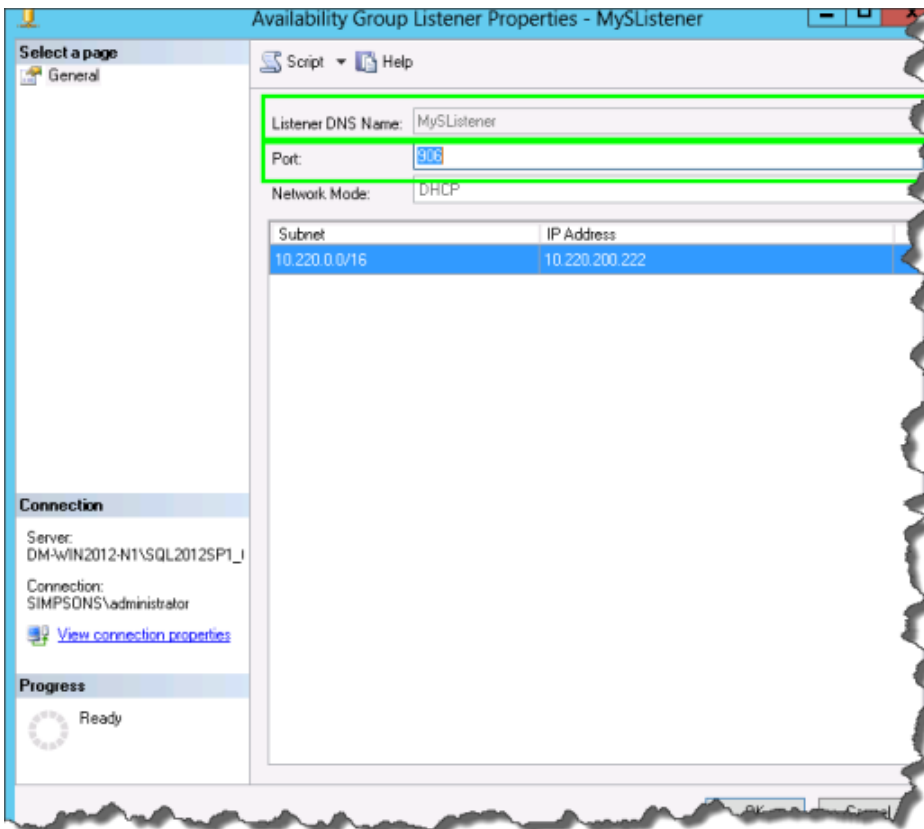 Availability Group Listener Properties - MySListener
Select a page
General
Script Help
Listener DNS Name: MySListener
Port: 906
Network Mode: DHCP
Subnet IP Address
10.220.0.0/16 10.220.200.222
Connection
Server:
DM-WIN2012-N1\SQL2012SP1_
Connection:
SIMPSONS\administrator
View connection properties
Progress
Ready
OK Cancel